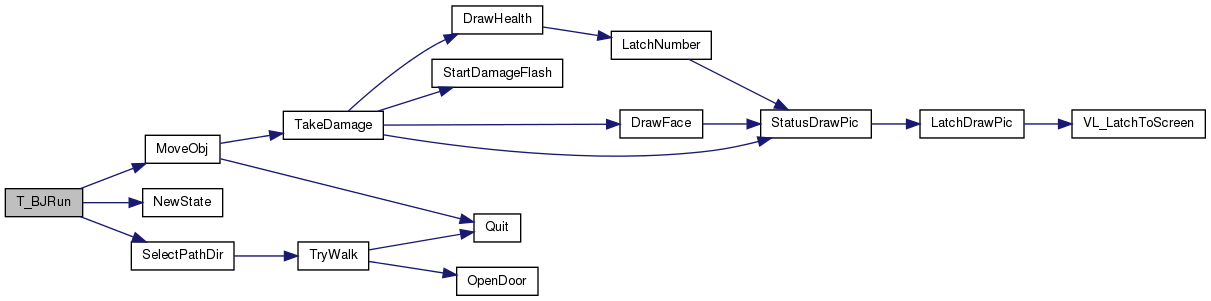 DrawHealth
LatchNumber
StartDamageFlash
TakeDamage
DrawFace
StatusDrawPic
LatchDrawPic
VL_LatchToScreen
MoveObj
T_BJRun
NewState
Quit
SelectPathDir
TryWalk
OpenDoor